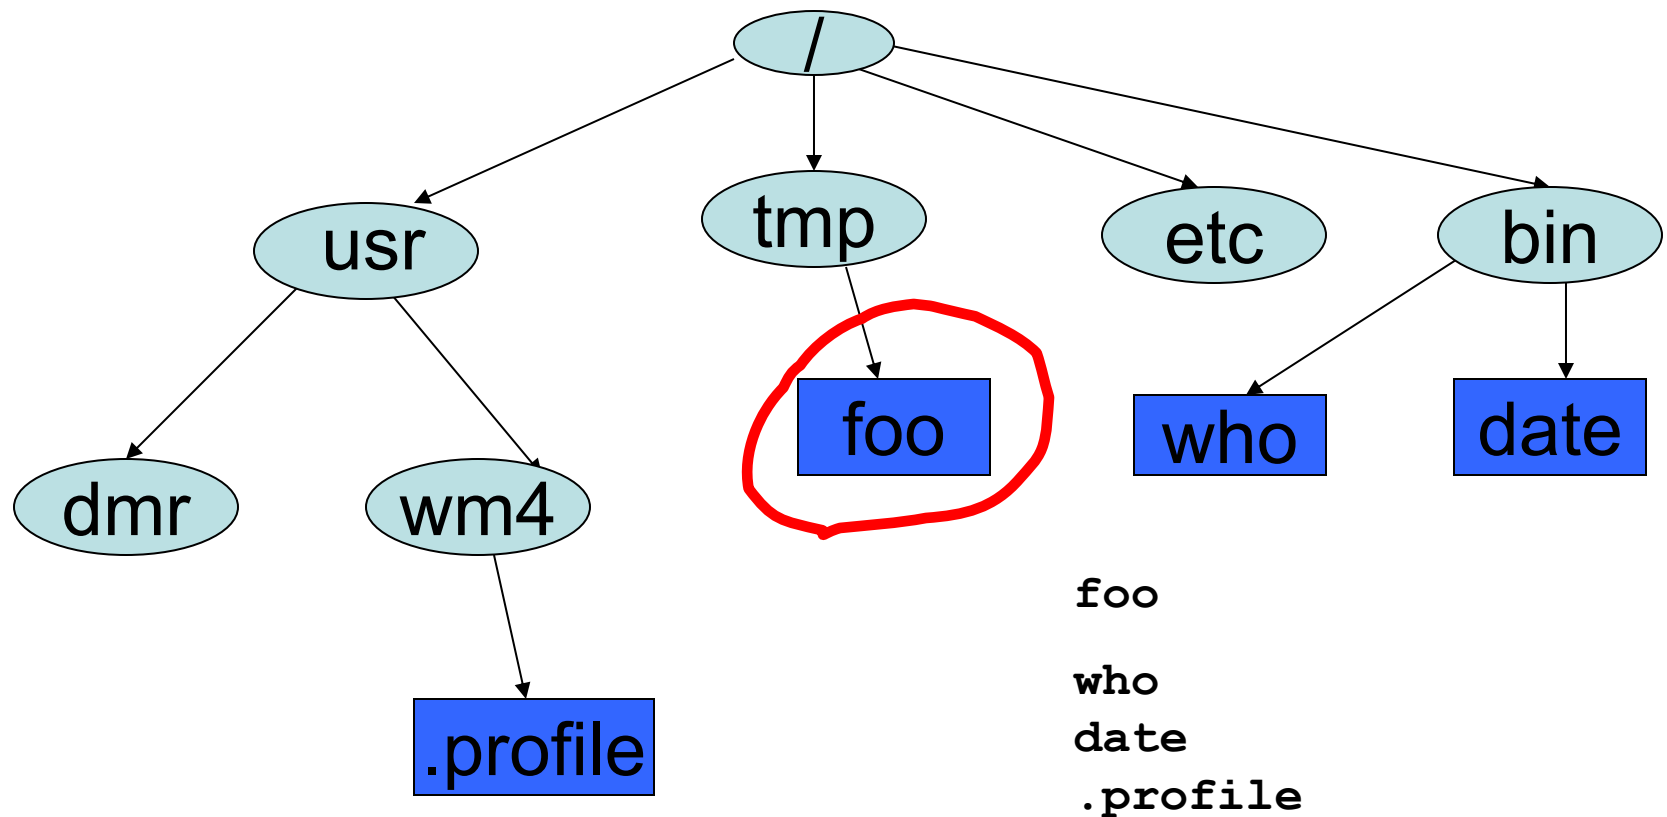 /
usr
tmp
etc
bin
foo
who
date
dmr
wm4
.profile
foo
who
date
.profile